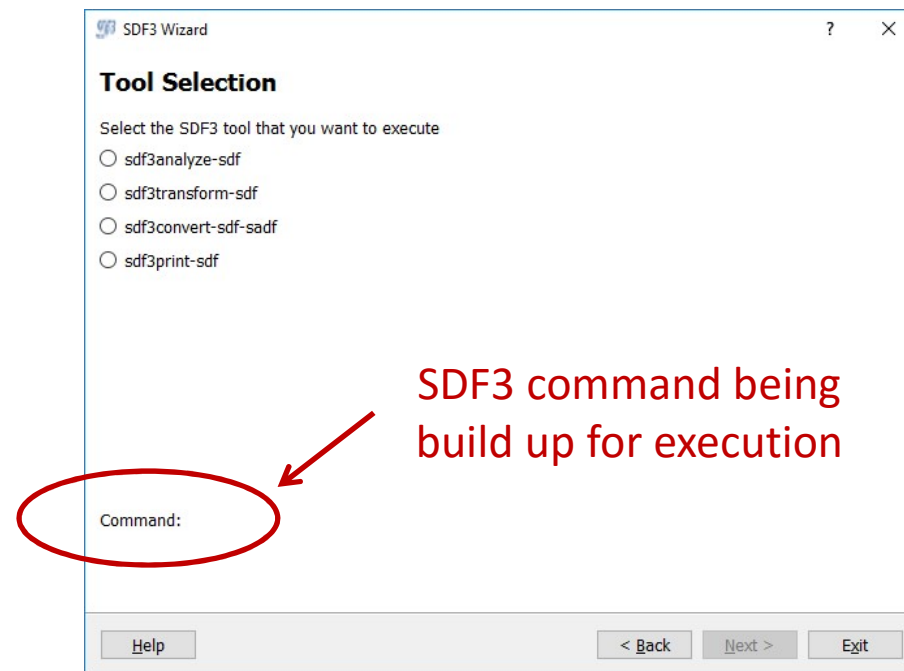 SDF3 Wizard
?
Tool Selection
Select the SDF3 tool that you want to execute
sdf3analyze-sdf
sdf3transform-sdf
sdf3convert-sdf-sadf
sdf3print-sdf
SDF3 command being
build up for execution
Command:
Help
< Back
Next >
Exit